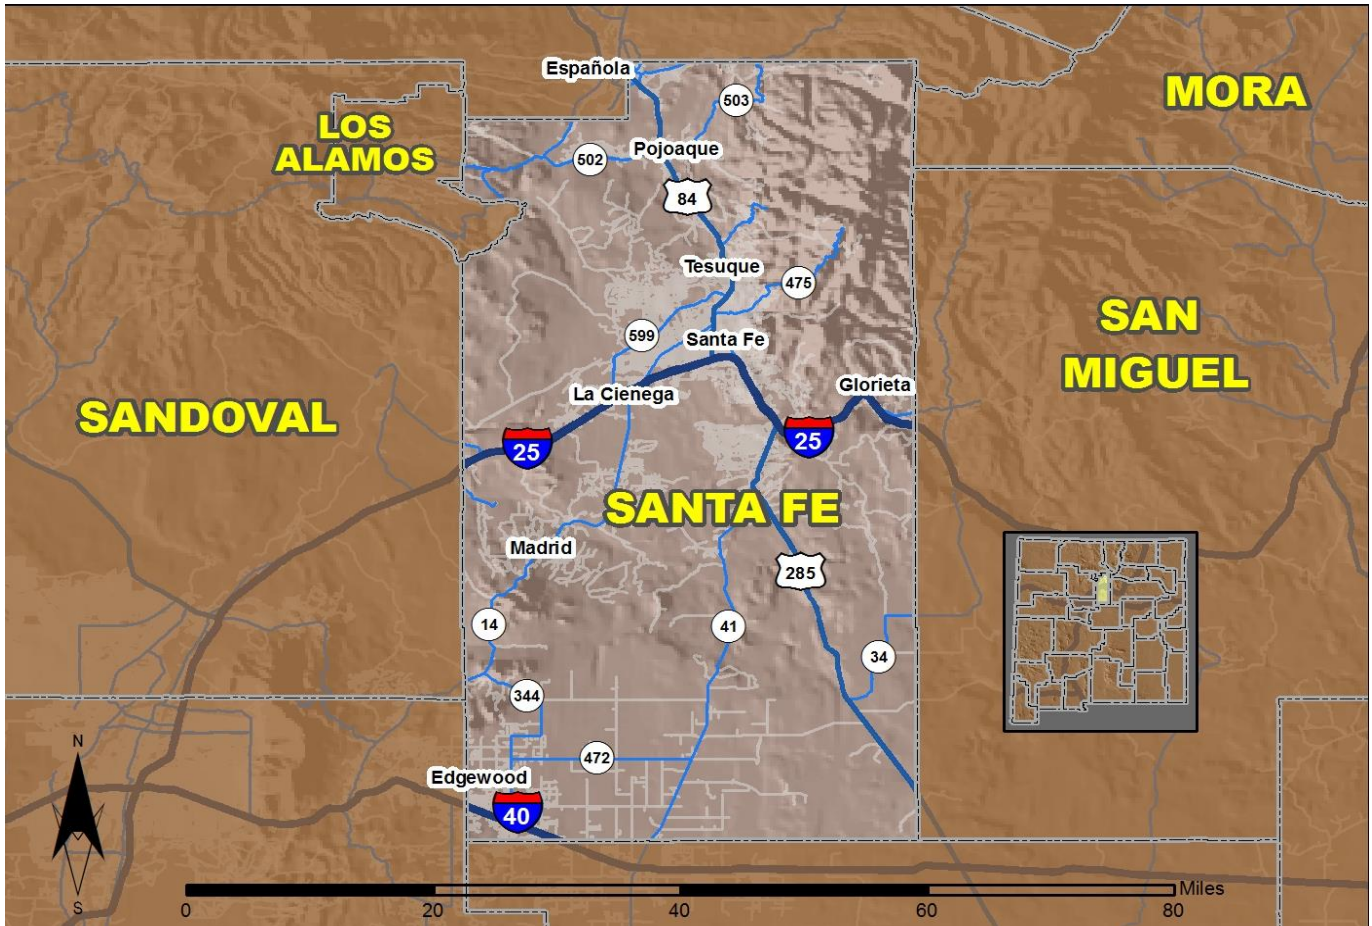 Española
MORA
503
LOS
ALAMOS
Pojoaque
502
84
Tesuque
475
SAN
MIGUEL
599
Santa Fe
Glorieta
La Cienega
SANDOVAL
25
25
SANTA FE
Madrid
285
14
41
34
344
N
472
Edgewood
40
S
Miles
0 20 40 60 80